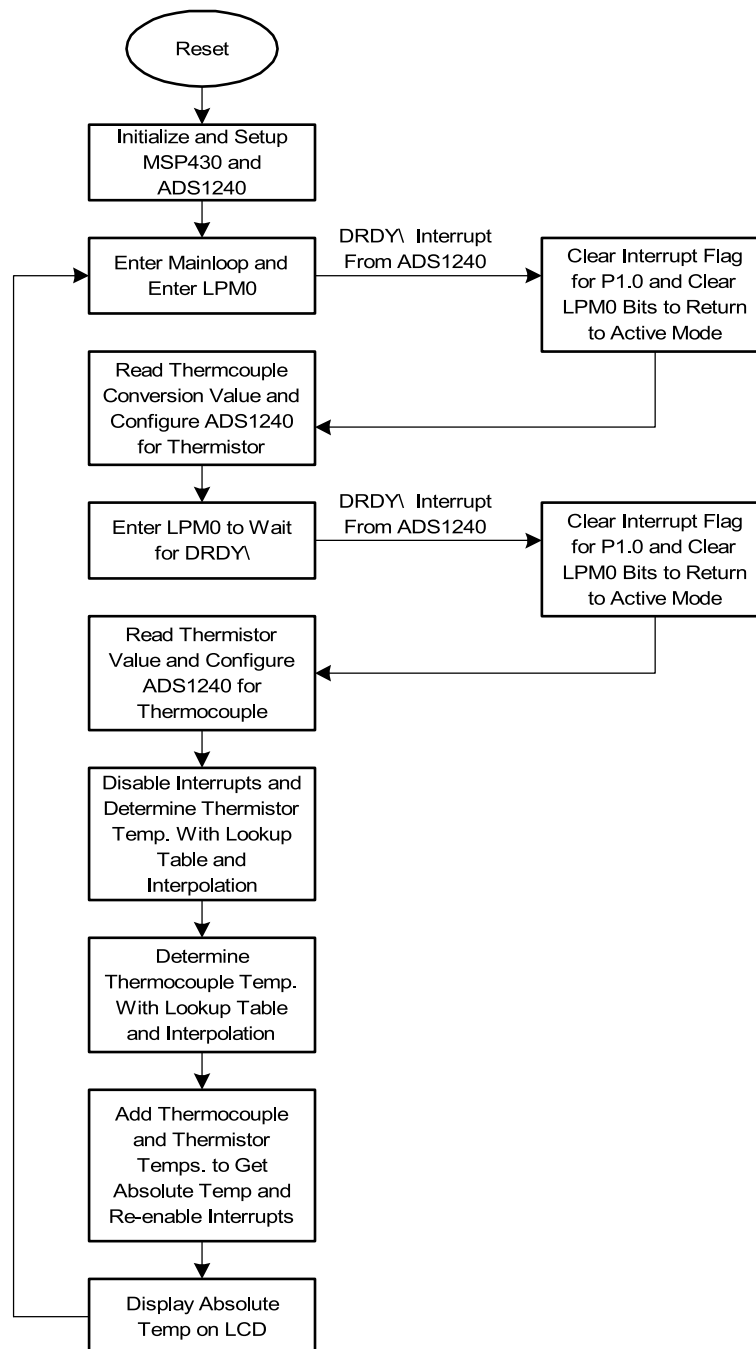 Reset
Initialize and Setup
MSP430 and
ADS1240
Enter Mainloop and
Enter LPM0
DRDY\ Interrupt
From ADS1240
Clear Interrupt Flag
for P1.0 and Clear
LPM0 Bits to Return
to Active Mode
Read Thermcouple
Conversion Value and
Configure ADS1240
for Thermistor
Enter LPM0 to Wait
for DRDY\
DRDY\ Interrupt
From ADS1240
Clear Interrupt Flag
for P1.0 and Clear
LPM0 Bits to Return
to Active Mode
Read Thermistor
Value and Configure
ADS1240 for
Thermocouple
Disable Interrupts and
Determine Thermistor
Temp. With Lookup
Table and
Interpolation
Determine
Thermocouple Temp.
With Lookup Table
and Interpolation
Add Thermocouple
and Thermistor
Temps. to Get
Absolute Temp and
Re-enable Interrupts
Display Absolute
Temp on LCD